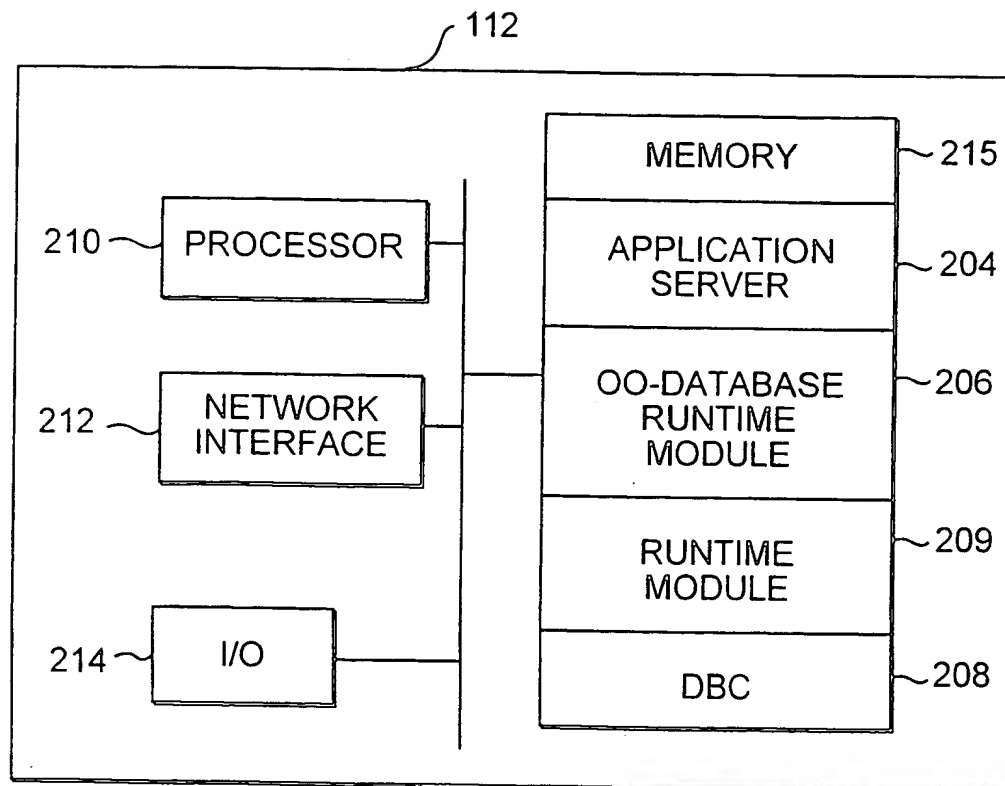 112
MEMORY
215
210
PROCESSOR
APPLICATION
SERVER
204
212
NETWORK
INTERFACE
OO-DATABASE
RUNTIME
MODULE
206
RUNTIME
MODULE
209
214
I/O
DBC
208